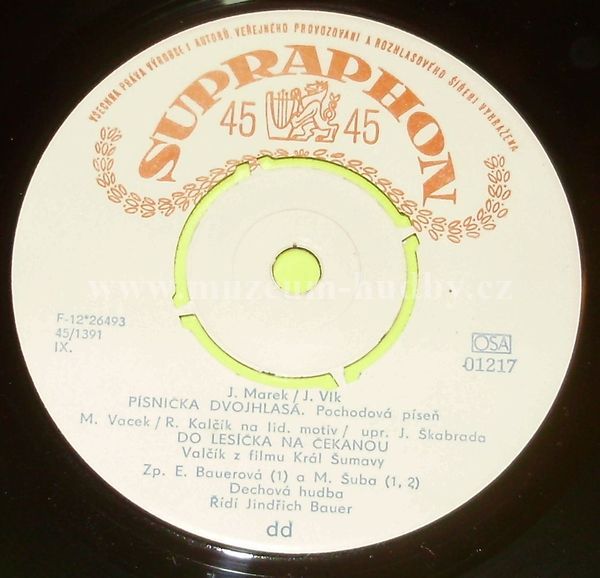 VŠECHNA PRÁVA VÝROBCE I AUTORŮ, VEŘEJNÉHO PROVOZOVÁNÍ A ROZHLASOVÉHO ŠÍŘENÍ VYHRAŽENA
SUPRAPHON
45 45
www.muzeum-hudby.cz
F-12*26493
45/1391
IX.
OSA
01217
J. Marek/J. Vlk
PÍSNIČKA DVOJHLASÁ. Pochodová píseň
M. Vacek/R. Kalčík na lid. motiv/ upr. J. Škabrada
DO LESÍČKA NA ČEKANOU
Valčík z filmu Král Šumavy
Zp. E. Bauerová (1) a M. Šuba (1, 2)
Dechová hudba
Řídí Jindřich Bauer
dd